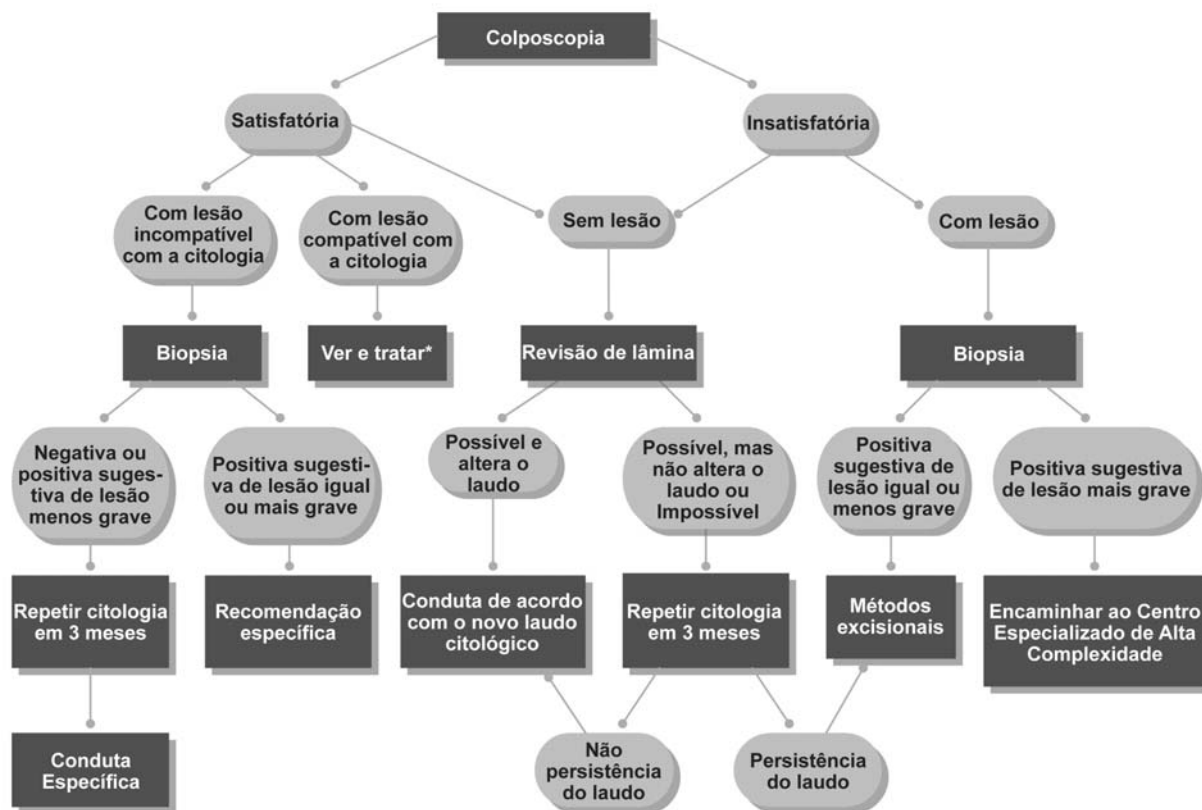 Colposcopia
Satisfatória
Insatisfatória
Com lesão
incompatível
com a citologia
Com lesão
compatível com
a citologia
Sem lesão
Com lesão
Biopsia
Ver e tratar*
Revisão de lâmina
Biopsia
Negativa ou
positiva suges-
tiva de lesão
menos grave
Positiva sugesti-
va de lesão igual
ou mais grave
Possível e
altera o
laudo
Possível, mas
não altera o
laudo ou
Impossível
Positiva
sugestiva de
lesão igual ou
menos grave
Positiva sugestiva
de lesão mais grave
Repetir citologia
em 3 meses
Recomendação
específica
Conduta de acordo
com o novo laudo
citológico
Repetir citologia
em 3 meses
Métodos
excisionais
Encaminhar ao Centro
Especializado de Alta
Complexidade
Conduta
Específica
Não
persistência
do laudo
Persistência
do laudo